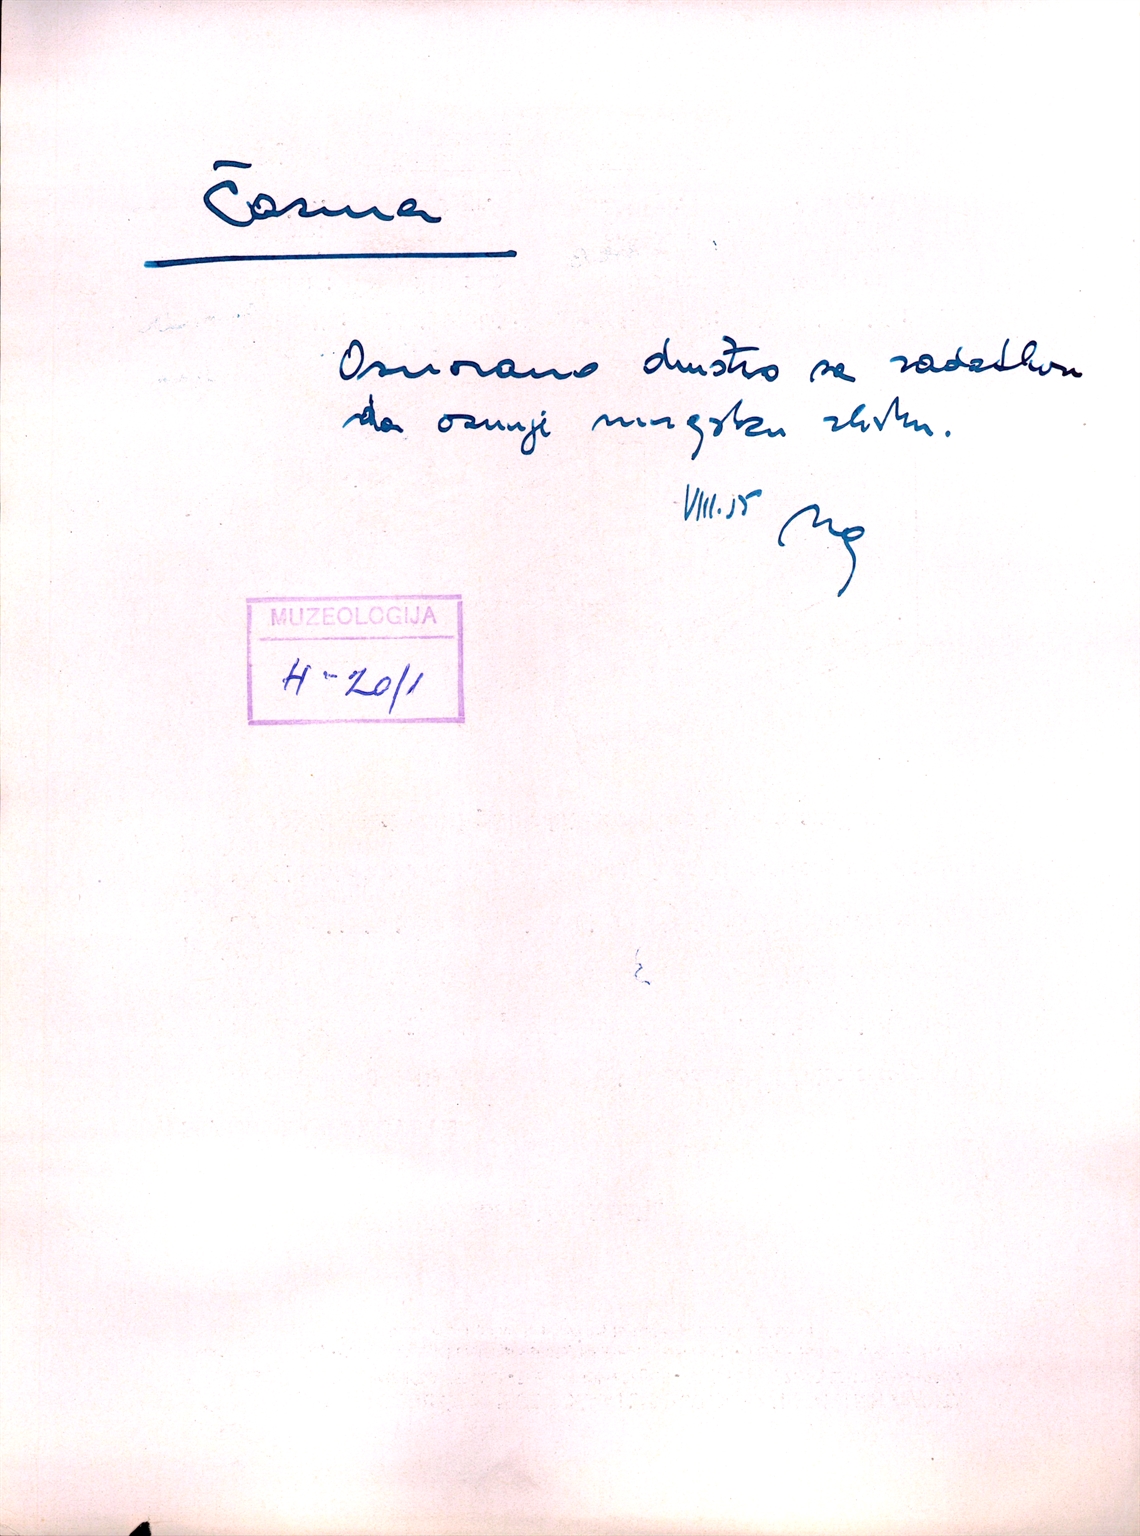 Čazma
Osnovano društvo sa zadatkom
da osnuje muzejsku zbirku.
VIII.55
MUZEOLOGIJA
H-20/1